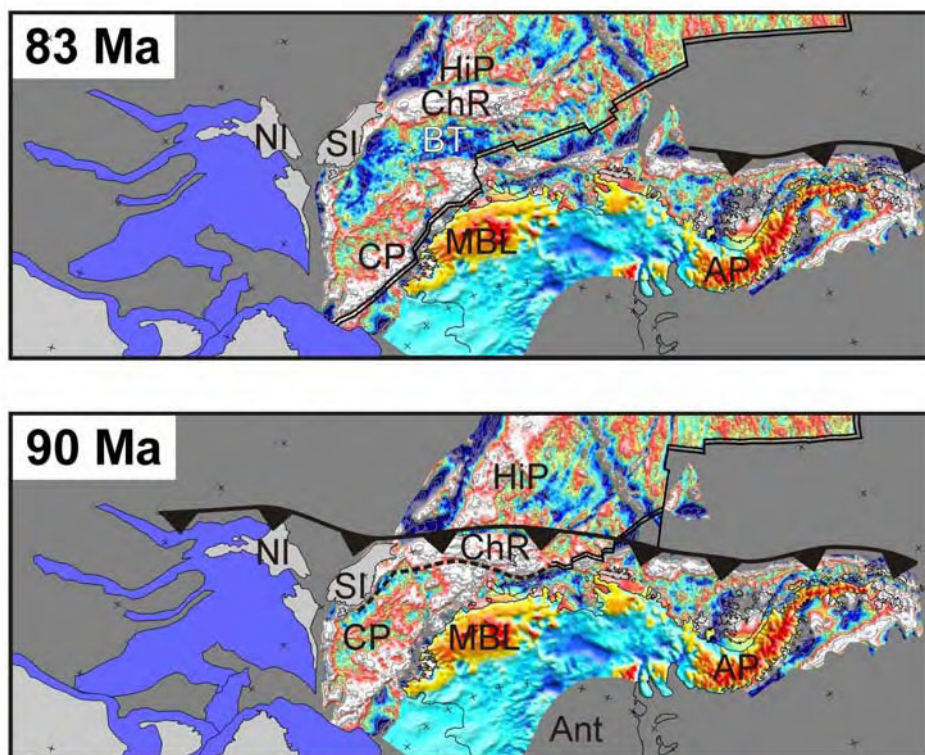 83 Ma
HiP
ChR
NI
SI
BT
CP
MBL
AP
90 Ma
HiP
NI
ChR
SI
CP
MBL
AP
Ant